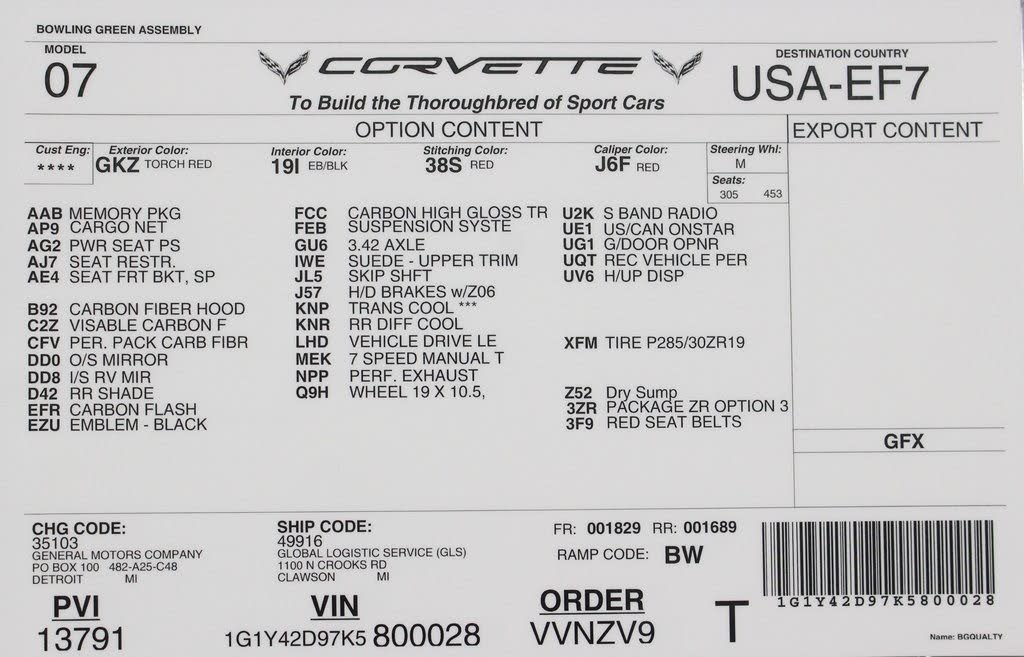 BOWLING GREEN ASSEMBLY
MODEL
07
CORVETTE
To Build the Thoroughbred of Sport Cars
DESTINATION COUNTRY
USA-EF7
OPTION CONTENT
EXPORT CONTENT
Cust Eng: ****
Exterior Color: GKZ TORCH RED
Interior Color: 19I EB/BLK
Stitching Color: 38S RED
Caliper Color: J6F RED
Steering Whl: M
Seats: 305 453
AAB MEMORY PKG
AP9 CARGO NET
AG2 PWR SEAT PS
AJ7 SEAT RESTR.
AE4 SEAT FRT BKT, SP
B92 CARBON FIBER HOOD
C2Z VISABLE CARBON F
CFV PER. PACK CARB FIBR
DD0 O/S MIRROR
DD8 I/S RV MIR
D42 RR SHADE
EFR CARBON FLASH
EZU EMBLEM - BLACK
FCC CARBON HIGH GLOSS TR
FEB SUSPENSION SYSTE
GU6 3.42 AXLE
IWE SUEDE - UPPER TRIM
JL5 SKIP SHFT
J57 H/D BRAKES w/Z06
KNP TRANS COOL ***
KNR RR DIFF COOL
LHD VEHICLE DRIVE LE
MEK 7 SPEED MANUAL T
NPP PERF. EXHAUST
Q9H WHEEL 19 X 10.5,
U2K S BAND RADIO
UE1 US/CAN ONSTAR
UG1 G/DOOR OPNR
UQT REC VEHICLE PER
UV6 H/UP DISP
XFM TIRE P285/30ZR19
Z52 Dry Sump
3ZR PACKAGE ZR OPTION 3
3F9 RED SEAT BELTS
GFX
CHG CODE:
35103
GENERAL MOTORS COMPANY
PO BOX 100 482-A25-C48
DETROIT MI
SHIP CODE:
49916
GLOBAL LOGISTIC SERVICE (GLS)
1100 N CROOKS RD
CLAWSON MI
FR: 001829 RR: 001689
RAMP CODE: BW
1G1Y42D97K5800028
PVI
13791
VIN
1G1Y42D97K5 800028
ORDER
VVNZV9
T
Name: BGQUALTY